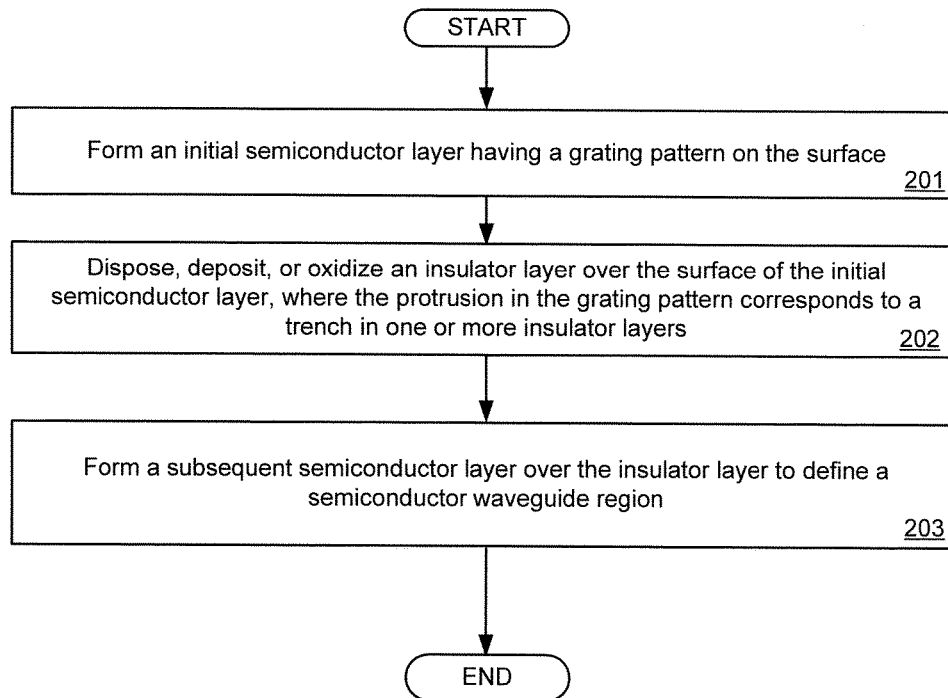 START
Form an initial semiconductor layer having a grating pattern on the surface
201
Dispose, deposit, or oxidize an insulator layer over the surface of the initial
semiconductor layer, where the protrusion in the grating pattern corresponds to a
trench in one or more insulator layers
202
Form a subsequent semiconductor layer over the insulator layer to define a
semiconductor waveguide region
203
END